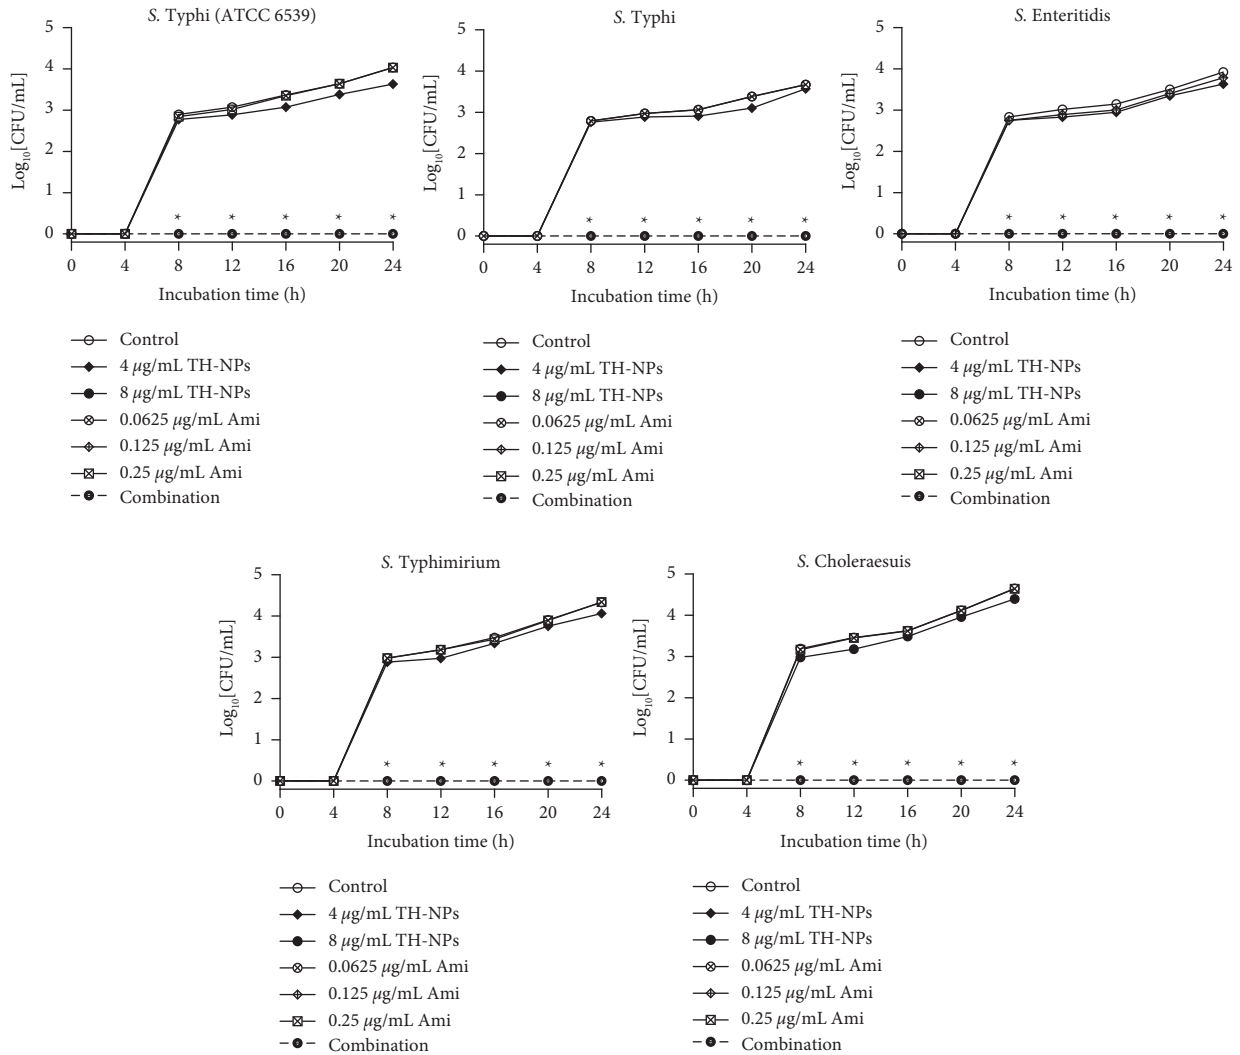 S. Typhi (ATCC 6539)
5
4
3
2
1
0
Log10[CFU/mL]
* * * * *
0 4 8 12 16 20 24
Incubation time (h)
Control
4 µg/mL TH-NPs
8 µg/mL TH-NPs
0.0625 µg/mL Ami
0.125 µg/mL Ami
0.25 µg/mL Ami
Combination
S. Typhi
5
4
3
2
1
0
Log10[CFU/mL]
* * * * *
0 4 8 12 16 20 24
Incubation time (h)
Control
4 µg/mL TH-NPs
8 µg/mL TH-NPs
0.0625 µg/mL Ami
0.125 µg/mL Ami
0.25 µg/mL Ami
Combination
S. Enteritidis
5
4
3
2
1
0
Log10[CFU/mL]
* * * * *
0 4 8 12 16 20 24
Incubation time (h)
Control
4 µg/mL TH-NPs
8 µg/mL TH-NPs
0.0625 µg/mL Ami
0.125 µg/mL Ami
0.25 µg/mL Ami
Combination
S. Typhimirium
5
4
3
2
1
0
Log10[CFU/mL]
* * * * *
0 4 8 12 16 20 24
Incubation time (h)
Control
4 µg/mL TH-NPs
8 µg/mL TH-NPs
0.0625 µg/mL Ami
0.125 µg/mL Ami
0.25 µg/mL Ami
Combination
S. Choleraesuis
5
4
3
2
1
0
Log10[CFU/mL]
* * * * *
0 4 8 12 16 20 24
Incubation time (h)
Control
4 µg/mL TH-NPs
8 µg/mL TH-NPs
0.0625 µg/mL Ami
0.125 µg/mL Ami
0.25 µg/mL Ami
Combination